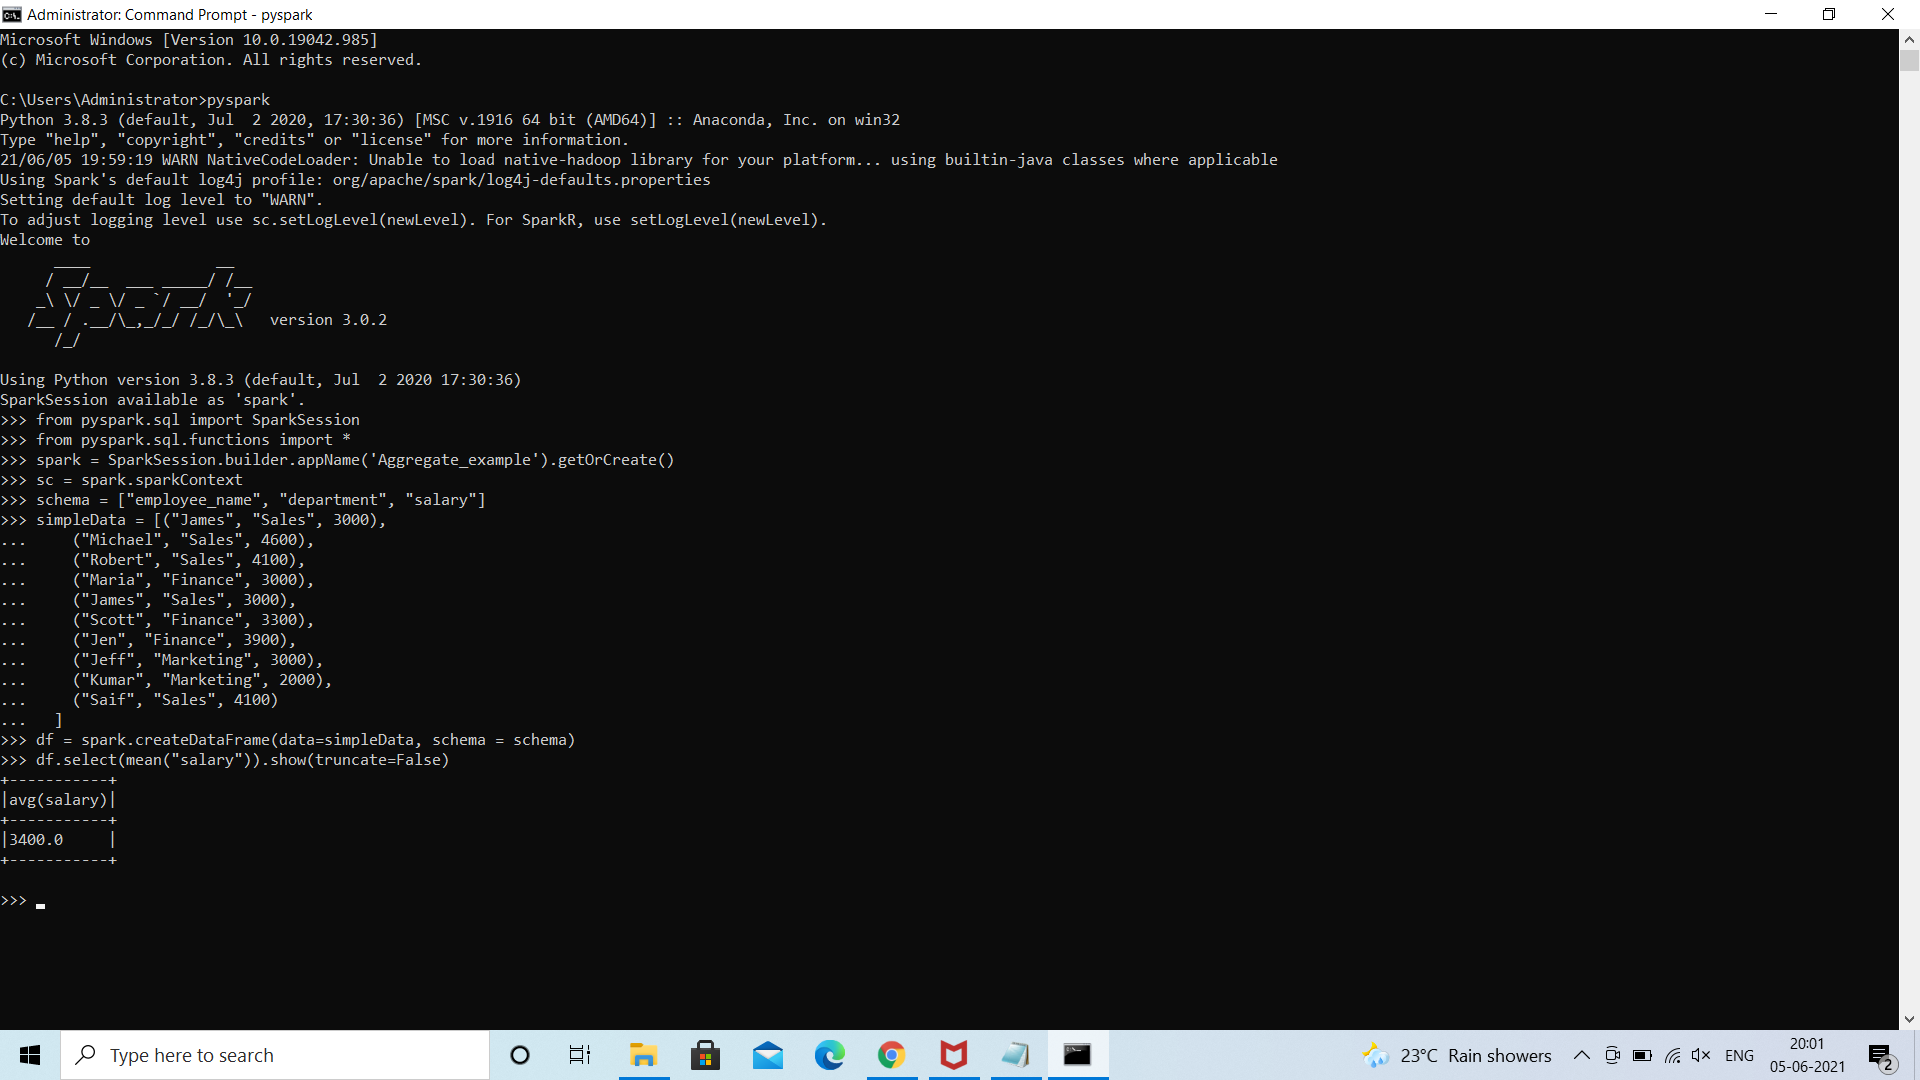 Administrator: Command Prompt - pyspark
Microsoft Windows [Version 10.0.19042.985]
(c) Microsoft Corporation. All rights reserved.
C:\Users\Administrator>pyspark
Python 3.8.3 (default, Jul  2 2020, 17:30:36) [MSC v.1916 64 bit (AMD64)] :: Anaconda, Inc. on win32
Type "help", "copyright", "credits" or "license" for more information.
21/06/05 19:59:19 WARN NativeCodeLoader: Unable to load native-hadoop library for your platform... using builtin-java classes where applicable
Using Spark's default log4j profile: org/apache/spark/log4j-defaults.properties
Setting default log level to "WARN".
To adjust logging level use sc.setLogLevel(newLevel). For SparkR, use setLogLevel(newLevel).
Welcome to
      ____              __
     / __/__  ___ _____/ /__
    _\ \/ _ \/ _ `/ __/  '_/
   /__ / .__/\_,_/_/ /_/\_\   version 3.0.2
      /_/
Using Python version 3.8.3 (default, Jul  2 2020 17:30:36)
SparkSession available as 'spark'.
>>> from pyspark.sql import SparkSession
>>> from pyspark.sql.functions import *
>>> spark = SparkSession.builder.appName('Aggregate_example').getOrCreate()
>>> sc = spark.sparkContext
>>> schema = ["employee_name", "department", "salary"]
>>> simpleData = [("James", "Sales", 3000),
...     ("Michael", "Sales", 4600),
...     ("Robert", "Sales", 4100),
...     ("Maria", "Finance", 3000),
...     ("James", "Sales", 3000),
...     ("Scott", "Finance", 3300),
...     ("Jen", "Finance", 3900),
...     ("Jeff", "Marketing", 3000),
...     ("Kumar", "Marketing", 2000),
...     ("Saif", "Sales", 4100)
...   ]
>>> df = spark.createDataFrame(data=simpleData, schema = schema)
>>> df.select(mean("salary")).show(truncate=False)
+-----------+
|avg(salary)|
+-----------+
|3400.0     |
+-----------+
>>> _
Type here to search
23°C Rain showers
ENG
20:01
05-06-2021
2